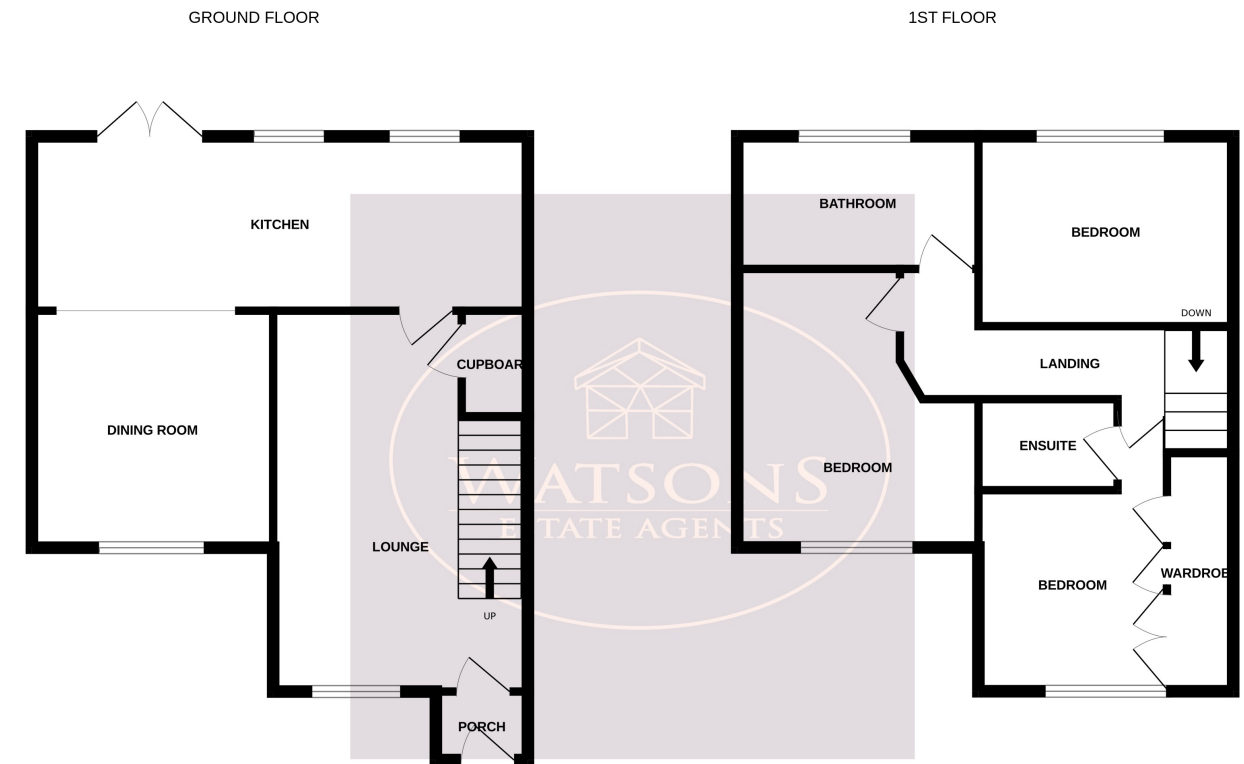 GROUND FLOOR
1ST FLOOR
KITCHEN
BATHROOM
BEDROOM
DOWN
CUPBOAR
LANDING
DINING ROOM
ENSUITE
BEDROOM
WATSONS
ESTATE AGENTS
LOUNGE
WARDROB
BEDROOM
UP
PORCH